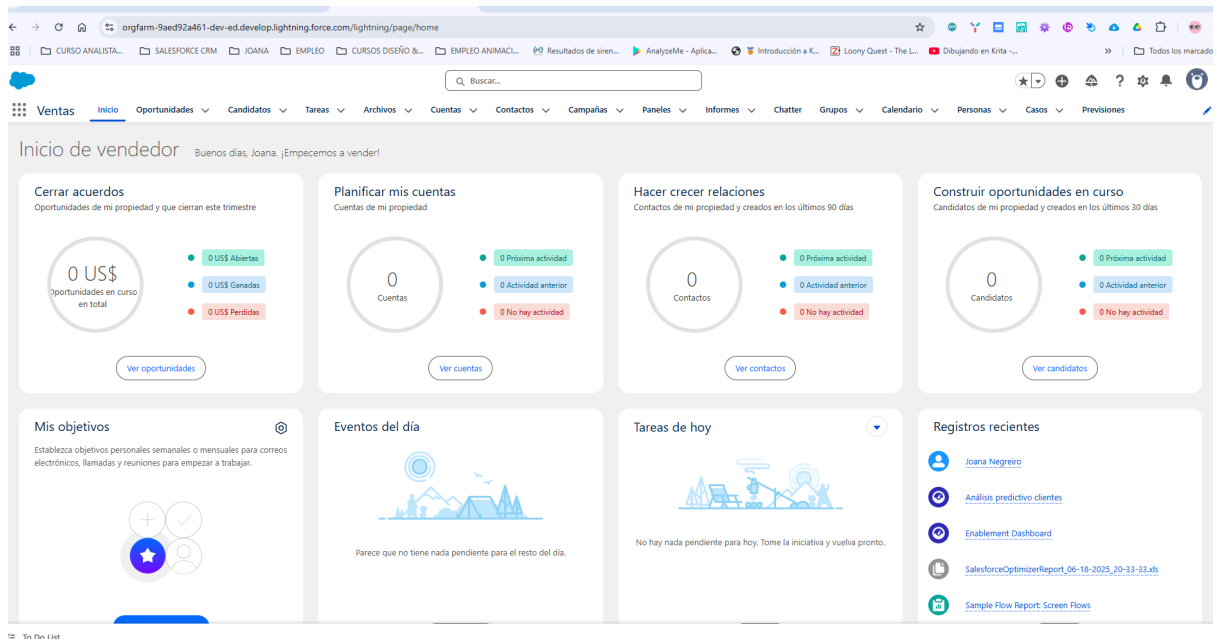 orgfarm-9aed92a461-dev-ed.develop.lightning.force.com/lightning/page/home
CURSO ANALISTA... SALESFORCE CRM JOANA EMPLEO CURSOS DISEÑO &... EMPLEO ANIMACI... Resultados de siren... AnalyzeMe - Aplica... Introducción a K... Loony Quest - The L... Dibujando en Krita -... » Todos los marcado
Buscar...
Ventas Inicio Oportunidades Candidatos Tareas Archivos Cuentas Contactos Campañas Paneles Informes Chatter Grupos Calendario Personas Casos Previsiones
Inicio de vendedor Buenos días, Joana. ¡Empecemos a vender!
Cerrar acuerdos
Oportunidades de mi propiedad y que cierran este trimestre
0 US$
Oportunidades en curso
en total
0 US$ Abiertas
0 US$ Ganadas
0 US$ Perdidas
Ver oportunidades
Planificar mis cuentas
Cuentas de mi propiedad
0
Cuentas
0 Próxima actividad
0 Actividad anterior
0 No hay actividad
Ver cuentas
Hacer crecer relaciones
Contactos de mi propiedad y creados en los últimos 90 días
0
Contactos
0 Próxima actividad
0 Actividad anterior
0 No hay actividad
Ver contactos
Construir oportunidades en curso
Candidatos de mi propiedad y creados en los últimos 30 días
0
Candidatos
0 Próxima actividad
0 Actividad anterior
0 No hay actividad
Ver candidatos
Mis objetivos
Establezca objetivos personales semanales o mensuales para correos
electrónicos, llamadas y reuniones para empezar a trabajar.
Eventos del día
Parece que no tiene nada pendiente para el resto del día.
Tareas de hoy
No hay nada pendiente para hoy. Tome la iniciativa y vuelva pronto.
Registros recientes
Joana Negreiro
Análisis predictivo clientes
Enablement Dashboard
SalesforceOptimizerReport_06-18-2025_20-33-33.xls
Sample Flow Report: Screen Flows
To Do List